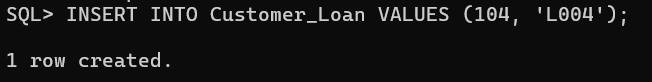 SQL> INSERT INTO Customer_Loan VALUES (104, 'L004');
1 row created.